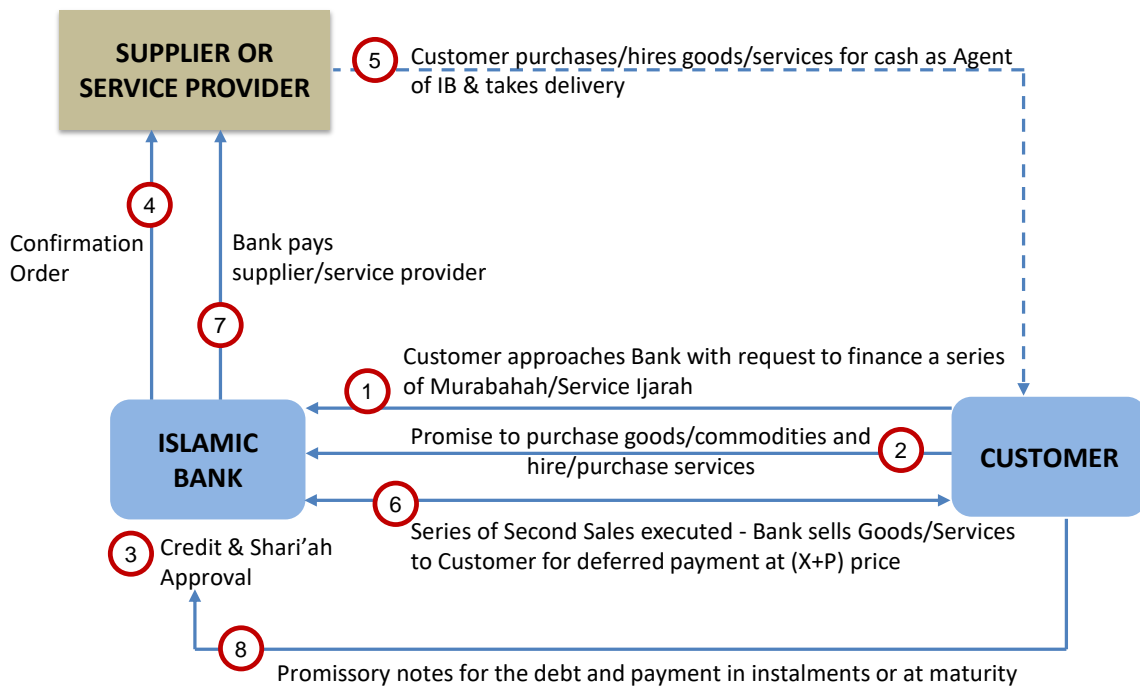 SUPPLIER OR
SERVICE PROVIDER
5
Customer purchases/hires goods/services for cash as Agent
of IB & takes delivery
4
Confirmation
Order
Bank pays
supplier/service provider
7
Customer approaches Bank with request to finance a series
of Murabahah/Service Ijarah
1
ISLAMIC
BANK
Promise to purchase goods/commodities and
hire/purchase services
2
CUSTOMER
6
Series of Second Sales executed - Bank sells Goods/Services
to Customer for deferred payment at (X+P) price
3
Credit & Shari’ah
Approval
8
Promissory notes for the debt and payment in instalments or at maturity